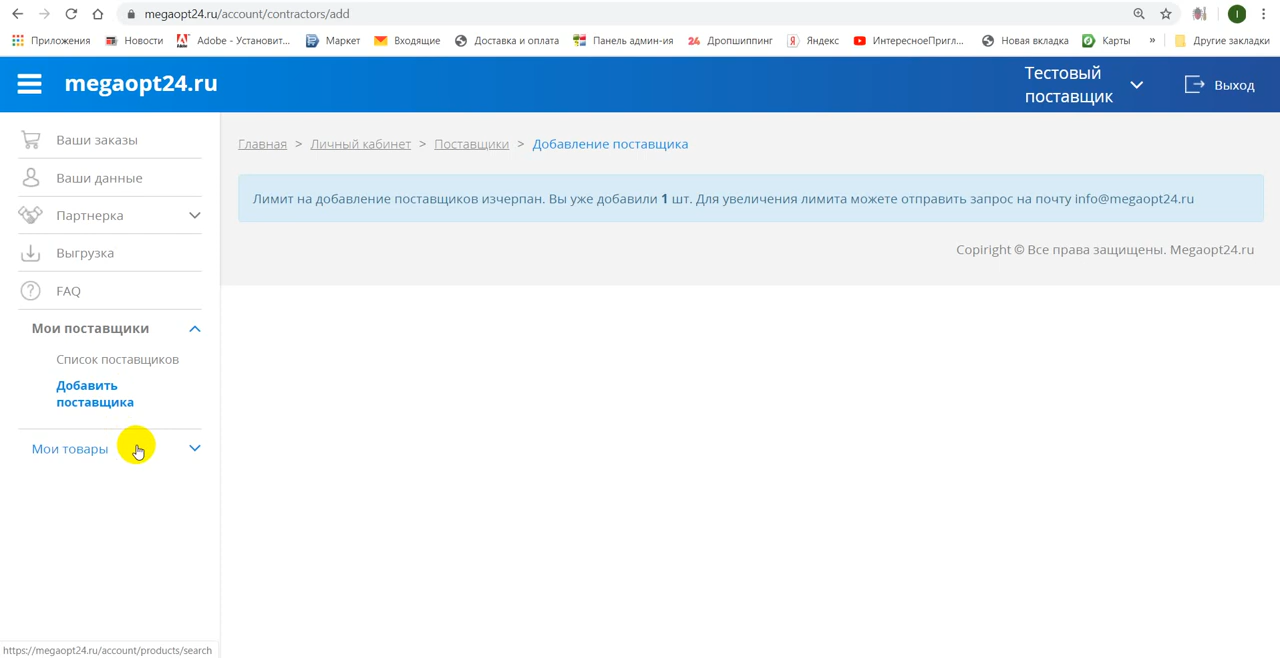 megaopt24.ru/account/contractors/add
I
Приложения
Новости
Adobe - Установит...
Маркет
Входящие
Доставка и оплата
Панель админ-ия
24 Дропшиппинг
Я Яндекс
ИнтересноеПригл...
Новая вкладка
Карты
»
Другие закладки
megaopt24.ru
Тестовый
поставщик
Выход
Ваши заказы
Ваши данные
Партнерка
Выгрузка
? FAQ
Мои поставщики
Список поставщиков
Добавить
поставщика
Мои товары
Главная > Личный кабинет > Поставщики > Добавление поставщика
Лимит на добавление поставщиков изчерпан. Вы уже добавили 1 шт. Для увеличения лимита можете отправить запрос на почту info@megaopt24.ru
Copiright © Все права защищены. Megaopt24.ru
https://megaopt24.ru/account/products/search